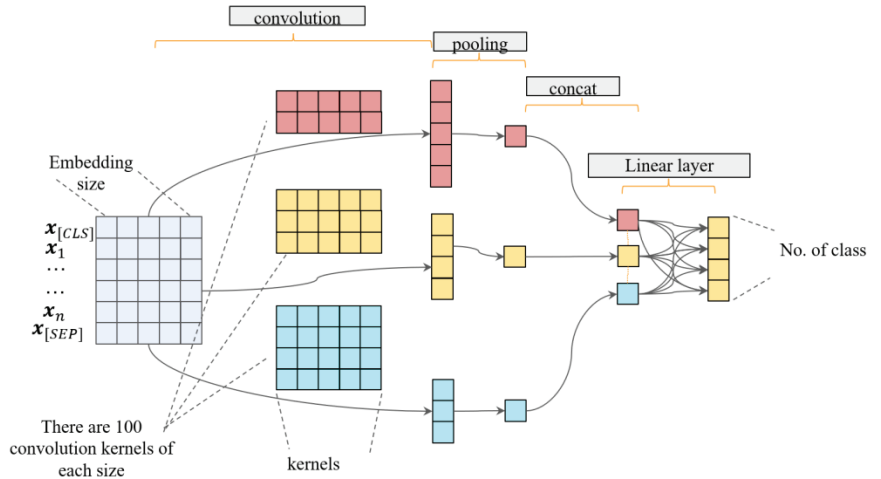 convolution
pooling
concat
Linear layer
Embedding
size
x[CLS]
x1
...
...
xn
x[SEP]
No. of class
There are 100
convolution kernels of
each size
kernels